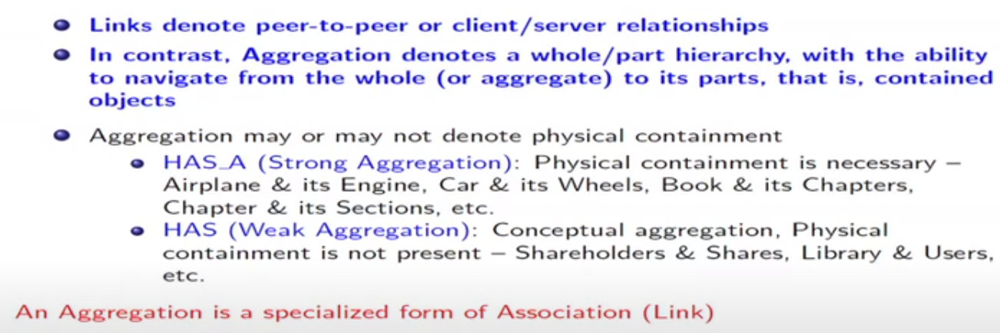 Links denote peer-to-peer or client/server relationships
In contrast, Aggregation denotes a whole/part hierarchy, with the ability
to navigate from the whole (or aggregate) to its parts, that is, contained
objects
Aggregation may or may not denote physical containment
HAS_A (Strong Aggregation): Physical containment is necessary –
Airplane & its Engine, Car & its Wheels, Book & its Chapters,
Chapter & its Sections, etc.
HAS (Weak Aggregation): Conceptual aggregation, Physical
containment is not present – Shareholders & Shares, Library & Users,
etc.
An Aggregation is a specialized form of Association (Link)